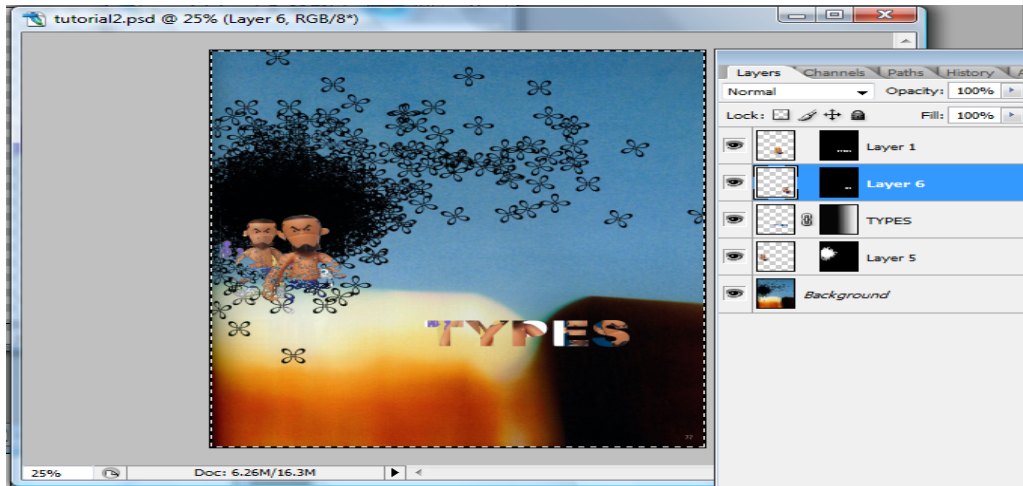 tutorial2.psd @ 25% (Layer 6, RGB/8*)
Layers Channels Paths History
Normal Opacity: 100%
Lock: Fill: 100%
Layer 1
Layer 6
TYPES
Layer 5
Background
TYPES
25% Doc: 6.26M/16.3M